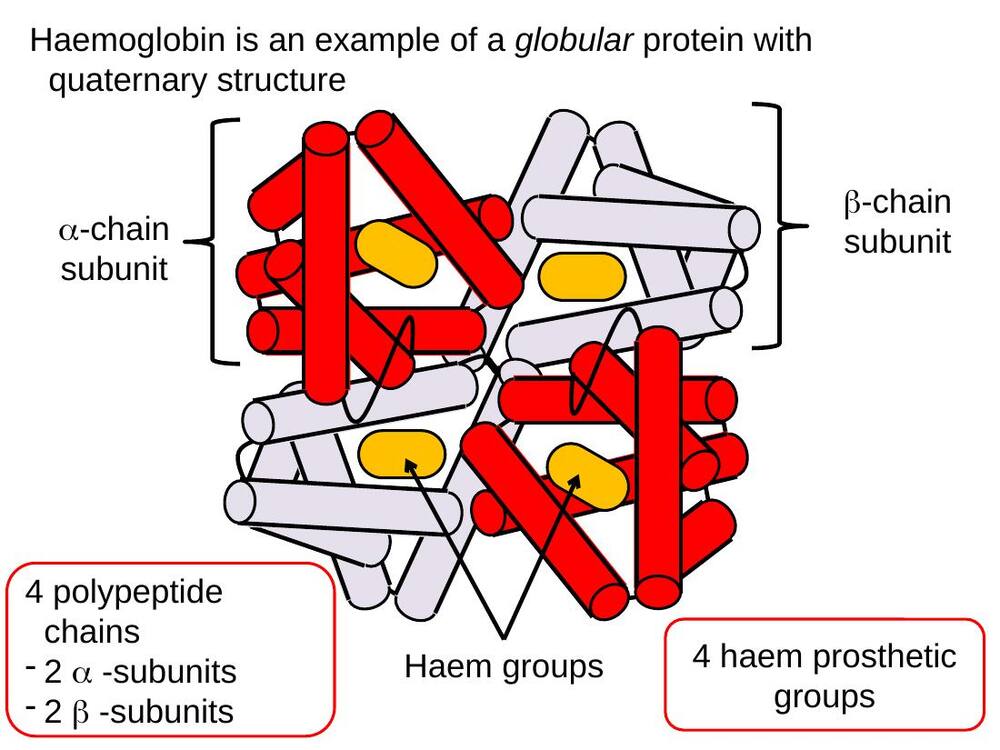 Haemoglobin is an example of a globular protein with
quaternary structure
α-chain
subunit
β-chain
subunit
4 polypeptide
chains
- 2 α -subunits
- 2 β -subunits
Haem groups
4 haem prosthetic
groups